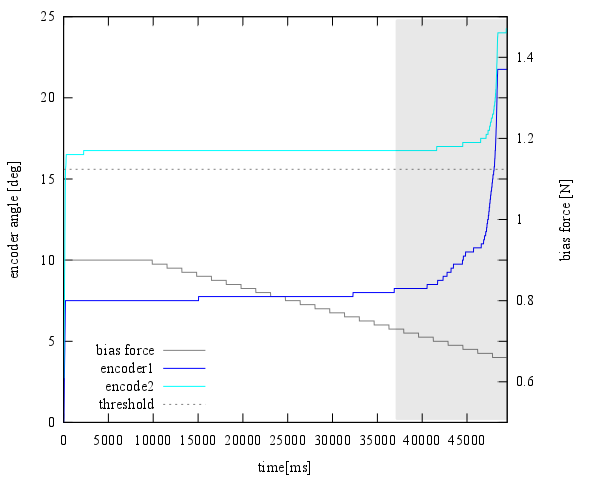 25
20
15
10
5
0
encoder angle [deg]
1.4
1.2
1
0.8
0.6
bias force [N]
bias force
encoder1
encode2
threshold
0 5000 10000 15000 20000 25000 30000 35000 40000 45000
time[ms]